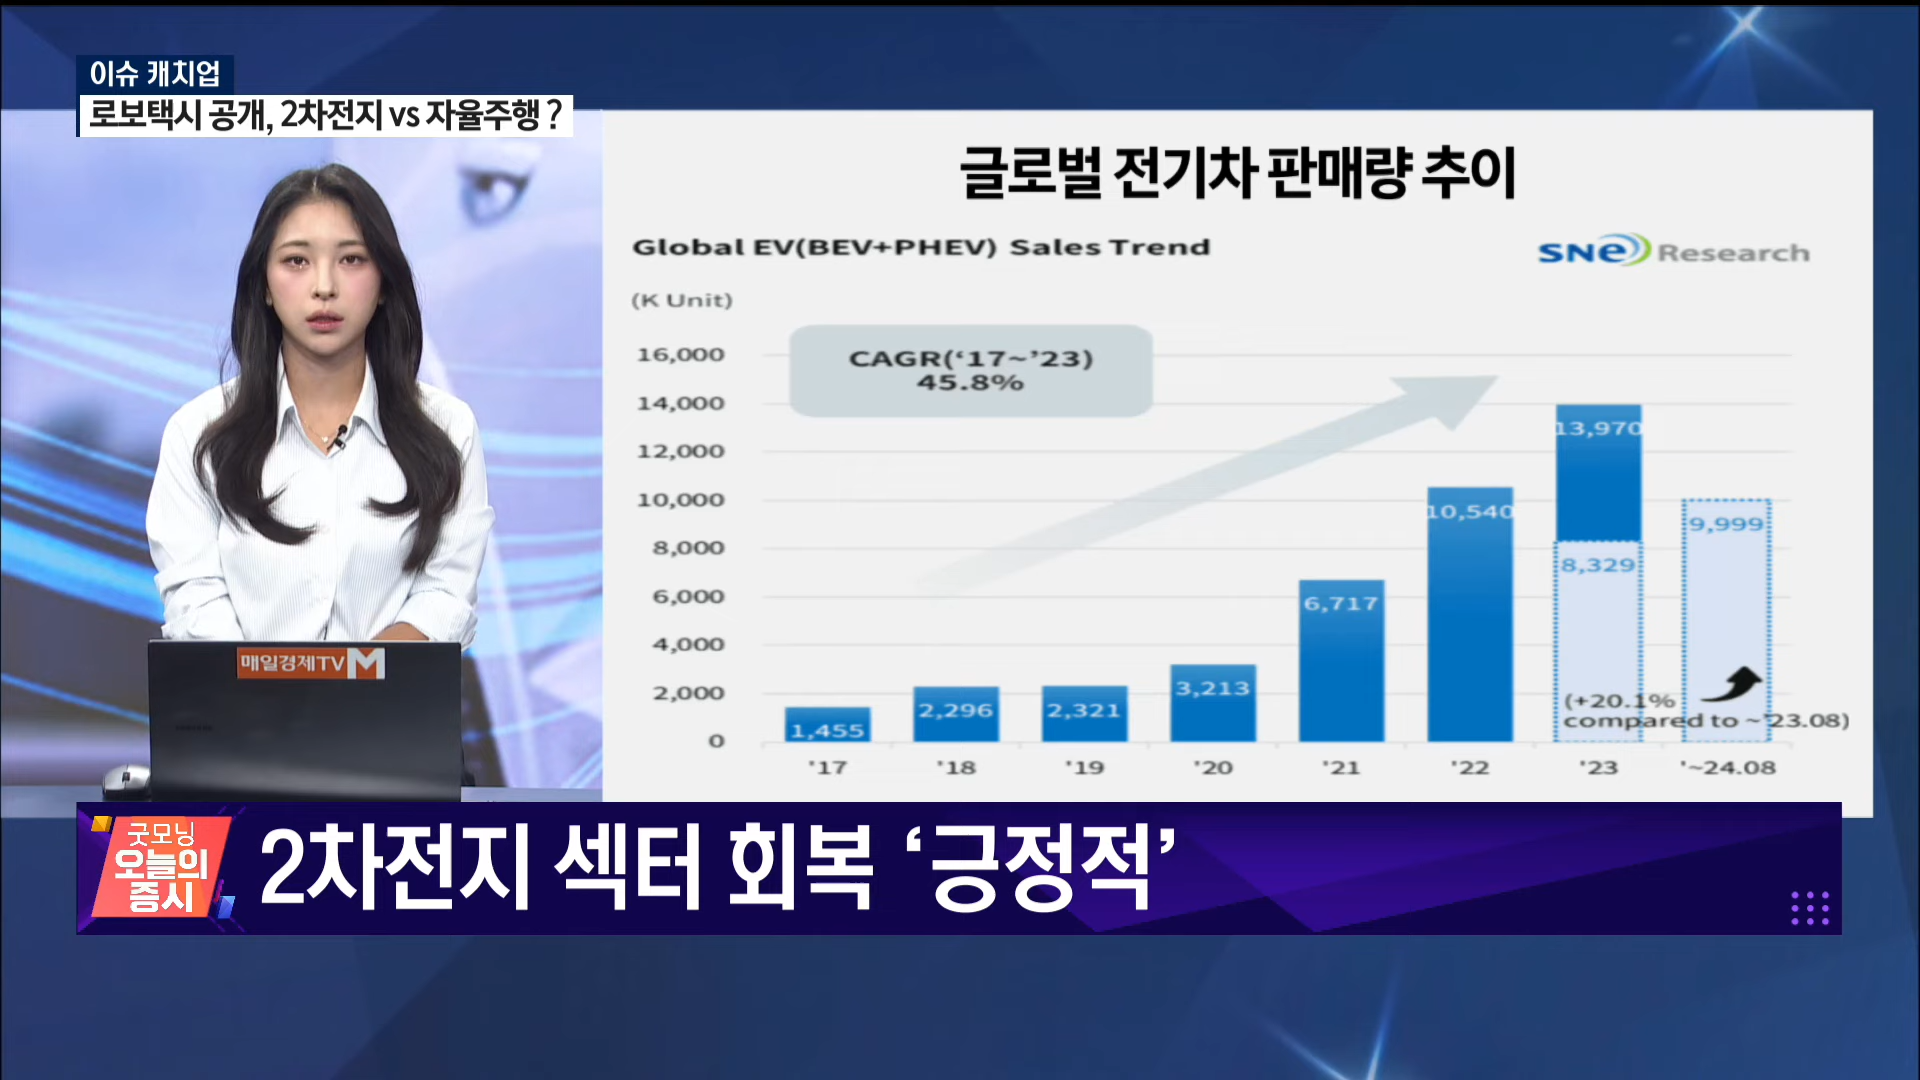 이슈 캐치업
로보택시 공개, 2차전지 vs 자율주행?
글로벌 전기차 판매량 추이
Global EV(BEV+PHEV) Sales Trend
SNe Research
(K Unit)
CAGR('17~'23)
45.8%
16,000
14,000
12,000
10,000
8,000
6,000
4,000
2,000
0
1,455
2,296
2,321
3,213
6,717
10,540
13,970
8,329
9,999
(+20.1%
compared to ~'23.08)
'17
'18
'19
'20
'21
'22
'23
'~24.08
매일경제TV M
굿모닝
오늘의
증시
2차전지 섹터 회복 ‘긍정적’